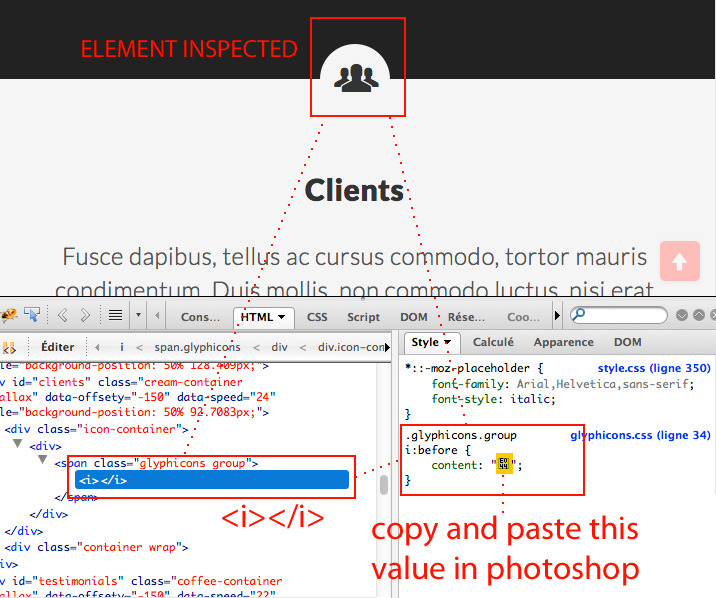 ELEMENT INSPECTED
Clients
Fusce dapibus, tellus ac cursus commodo, tortor mauris
condimentum. Duis mollis, non commodo luctus, nisi erat
Cons... HTML CSS Script DOM Rése... Coo...
Éditer i < span.glyphicons < div < div.icon-con
Style Calculé Apparence DOM
le="background-position: 50% 128.409px;">
v id="clients" class="cream-container
allax" data-offsety="-150" data-speed="24"
le="background-position: 50% 92.7083px;">
<div class="icon-container">
<div>
<span class="glyphicons group">
<i></i>
</span>
</div>
</div>
<div class="container wrap">
iv>
v id="testimonials" class="coffee-container
allax" data-offsety="-150" data-speed="22"
*::-moz-placeholder { style.css (ligne 350)
font-family: Arial,Helvetica,sans-serif;
font-style: italic;
}
.glyphicons.group glyphicons.css (ligne 34)
i:before {
content: "E044";
}
<i></i>
copy and paste this
value in photoshop